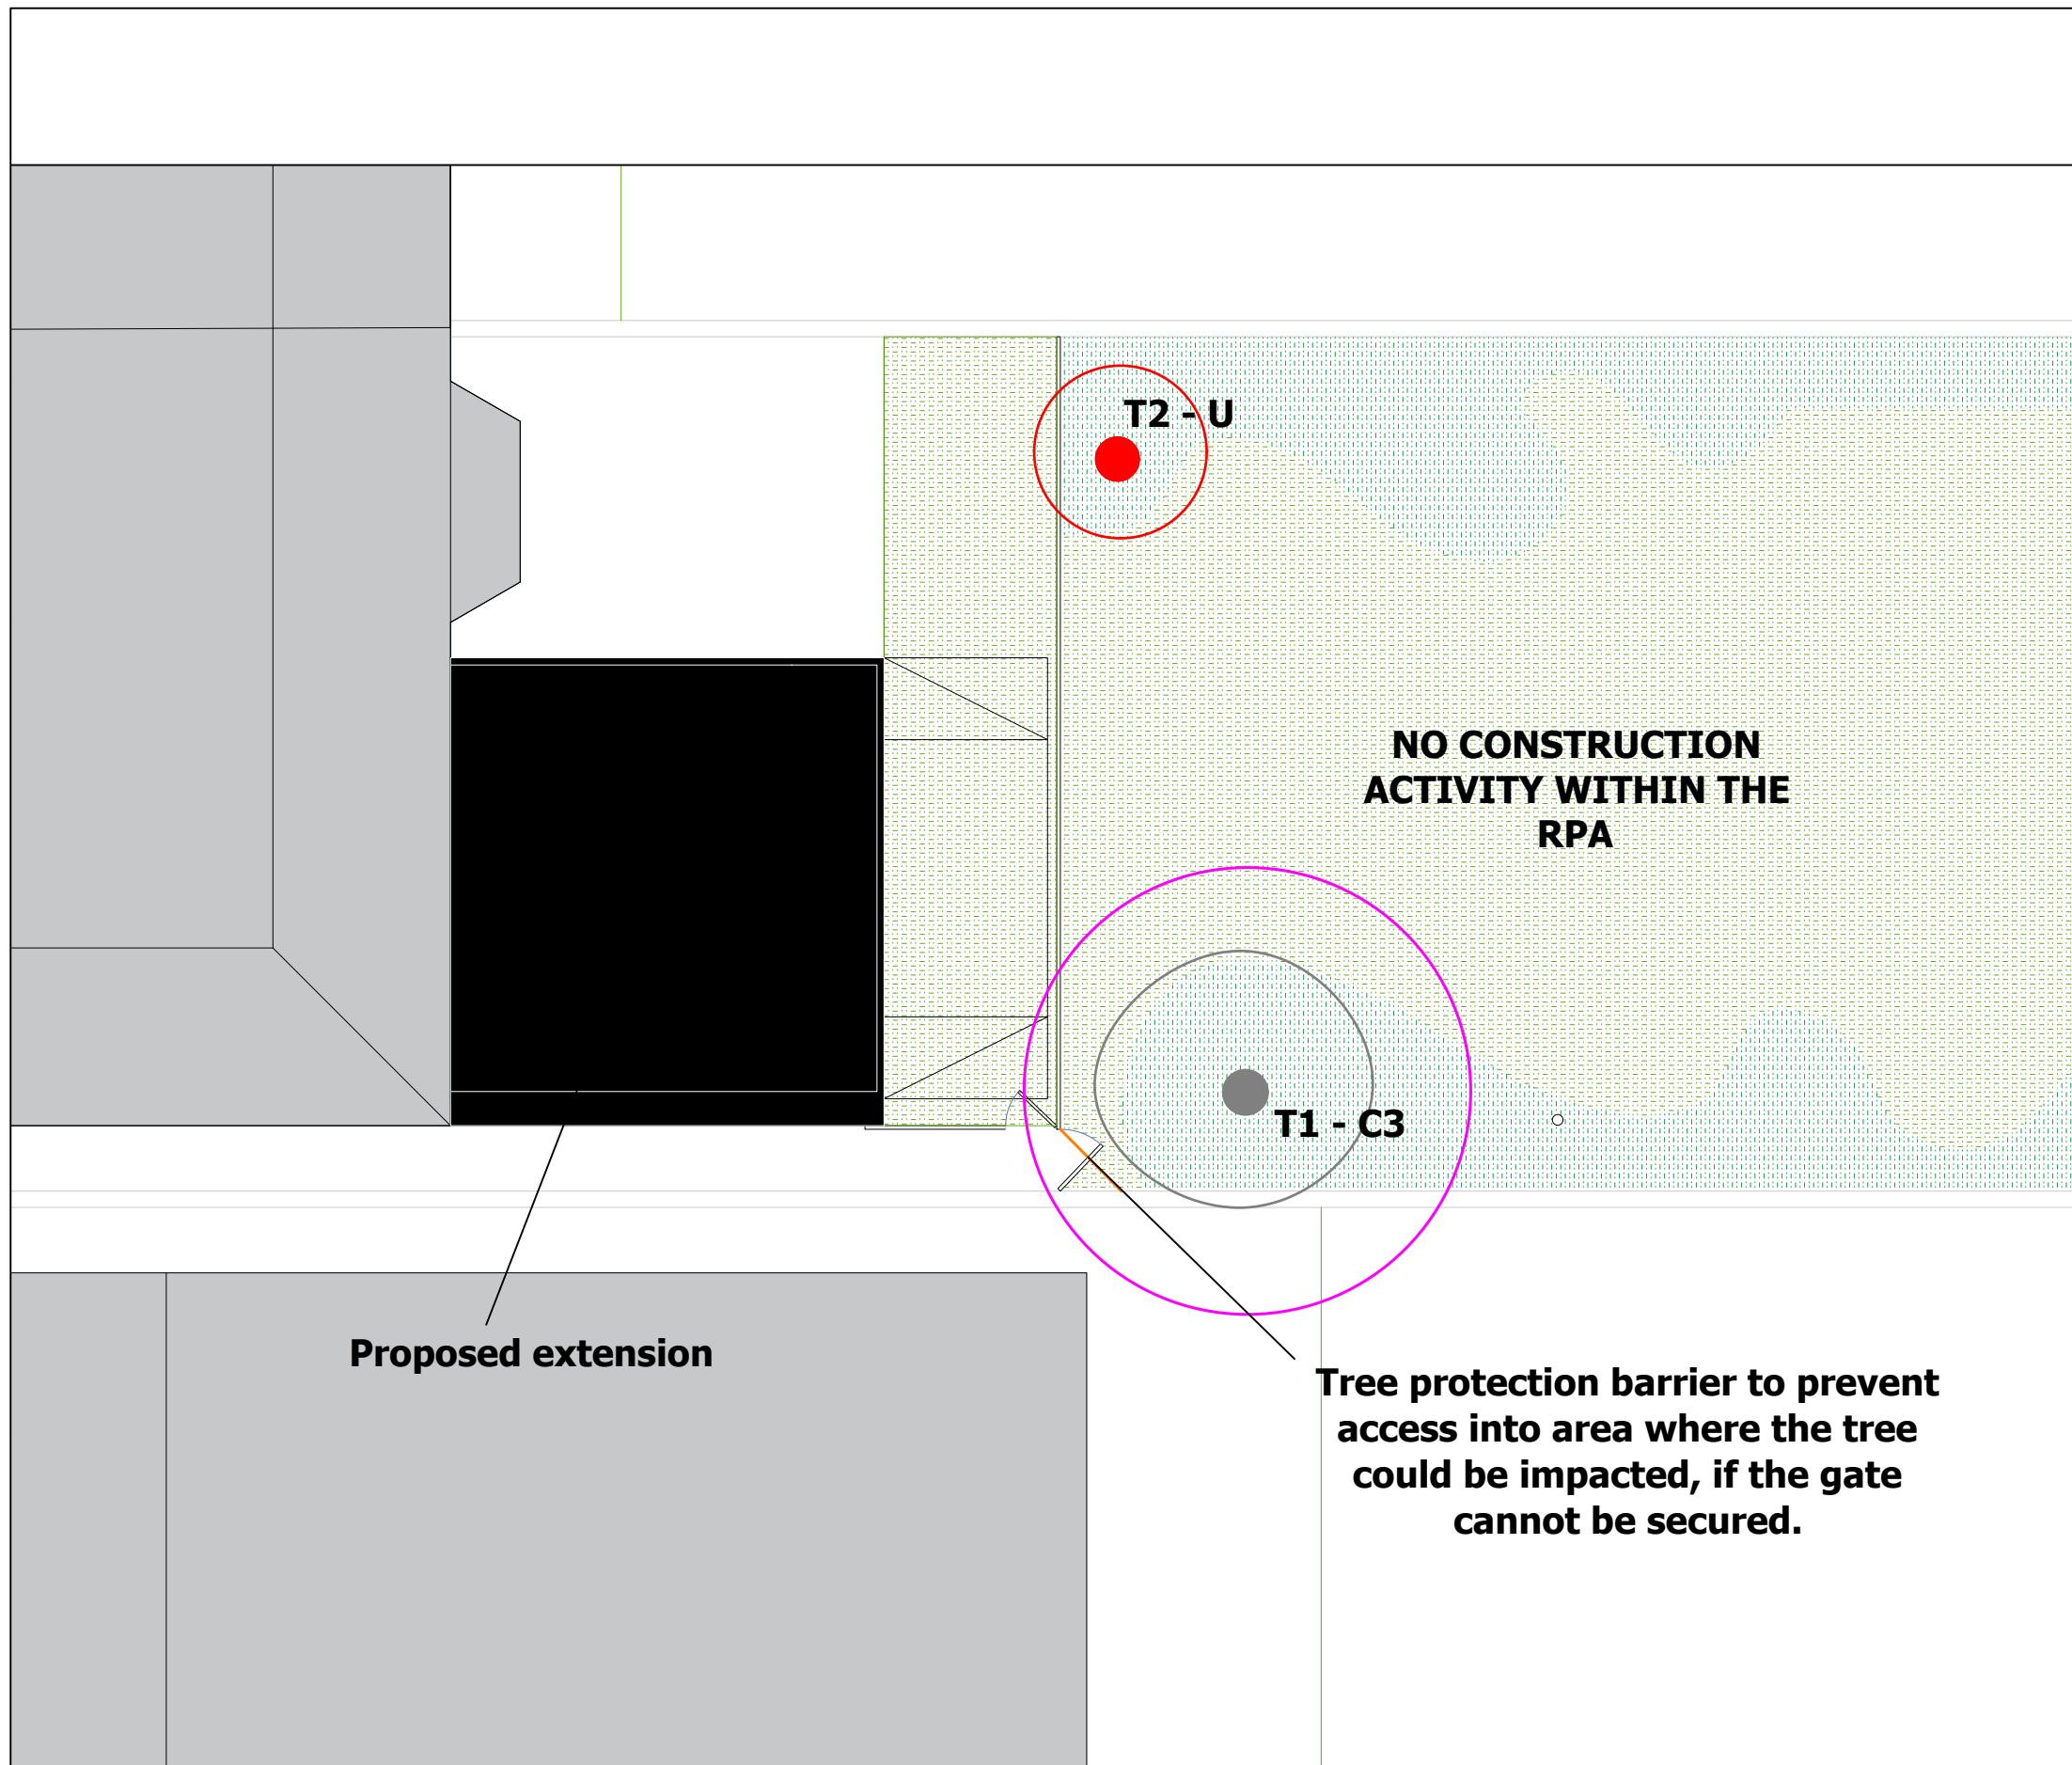 T2 - U
NO CONSTRUCTION
ACTIVITY WITHIN THE
RPA
T1 - C3
Proposed extension
Tree protection barrier to prevent
access into area where the tree
could be impacted, if the gate
cannot be secured.